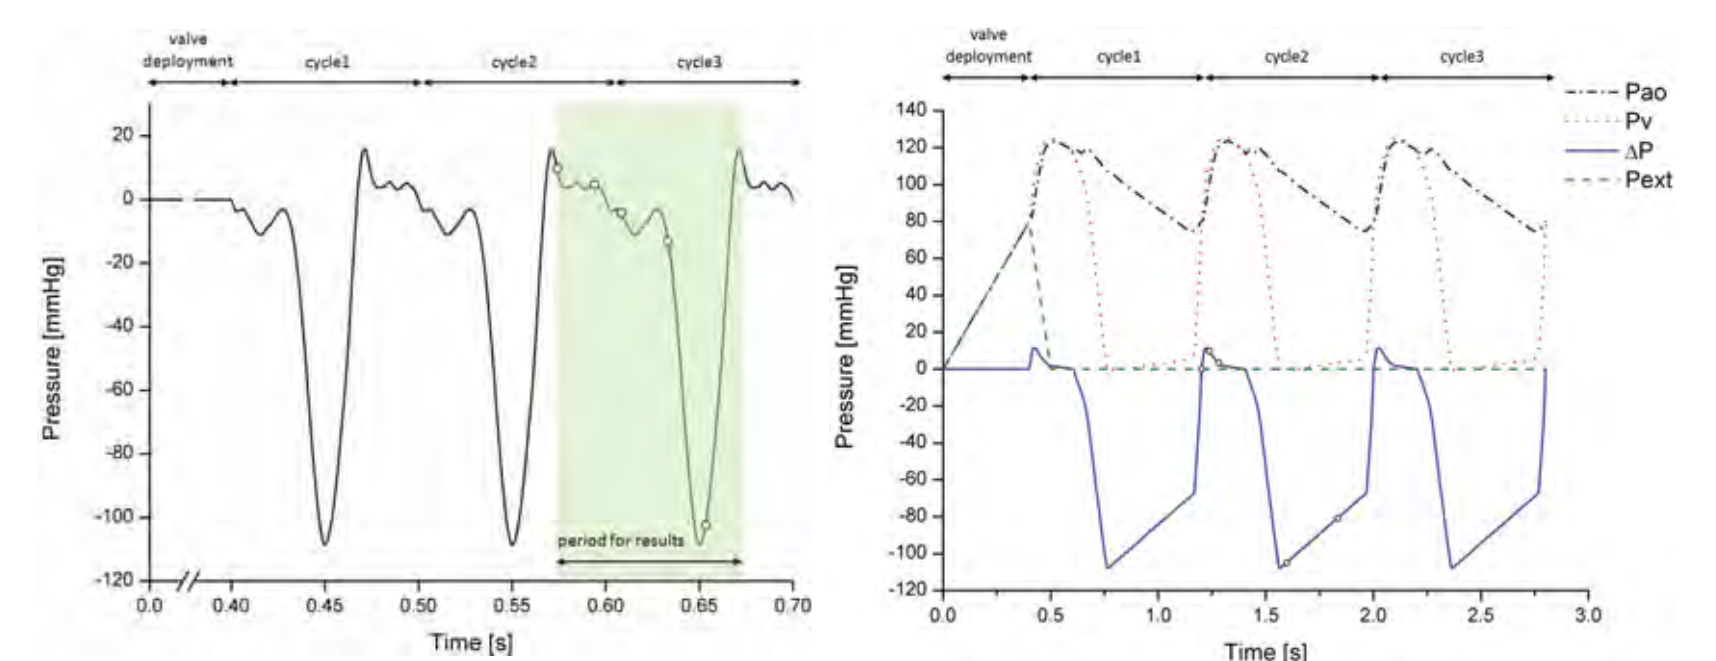 valve
deployment
cycle1
cycle2
cycle3
20
0
-20
-40
-60
-80
-100
-120
Pressure [mmHg]
period for results
0.0
0.40
0.45
0.50
0.55
0.60
0.65
0.70
Time [s]
valve
deployment
cycle1
cycle2
cycle3
140
120
100
80
60
40
20
0
-20
-40
-60
-80
-100
-120
Pressure [mmHg]
Pao
Pv
ΔP
Pext
0.0
0.5
1.0
1.5
2.0
2.5
3.0
Time [s]